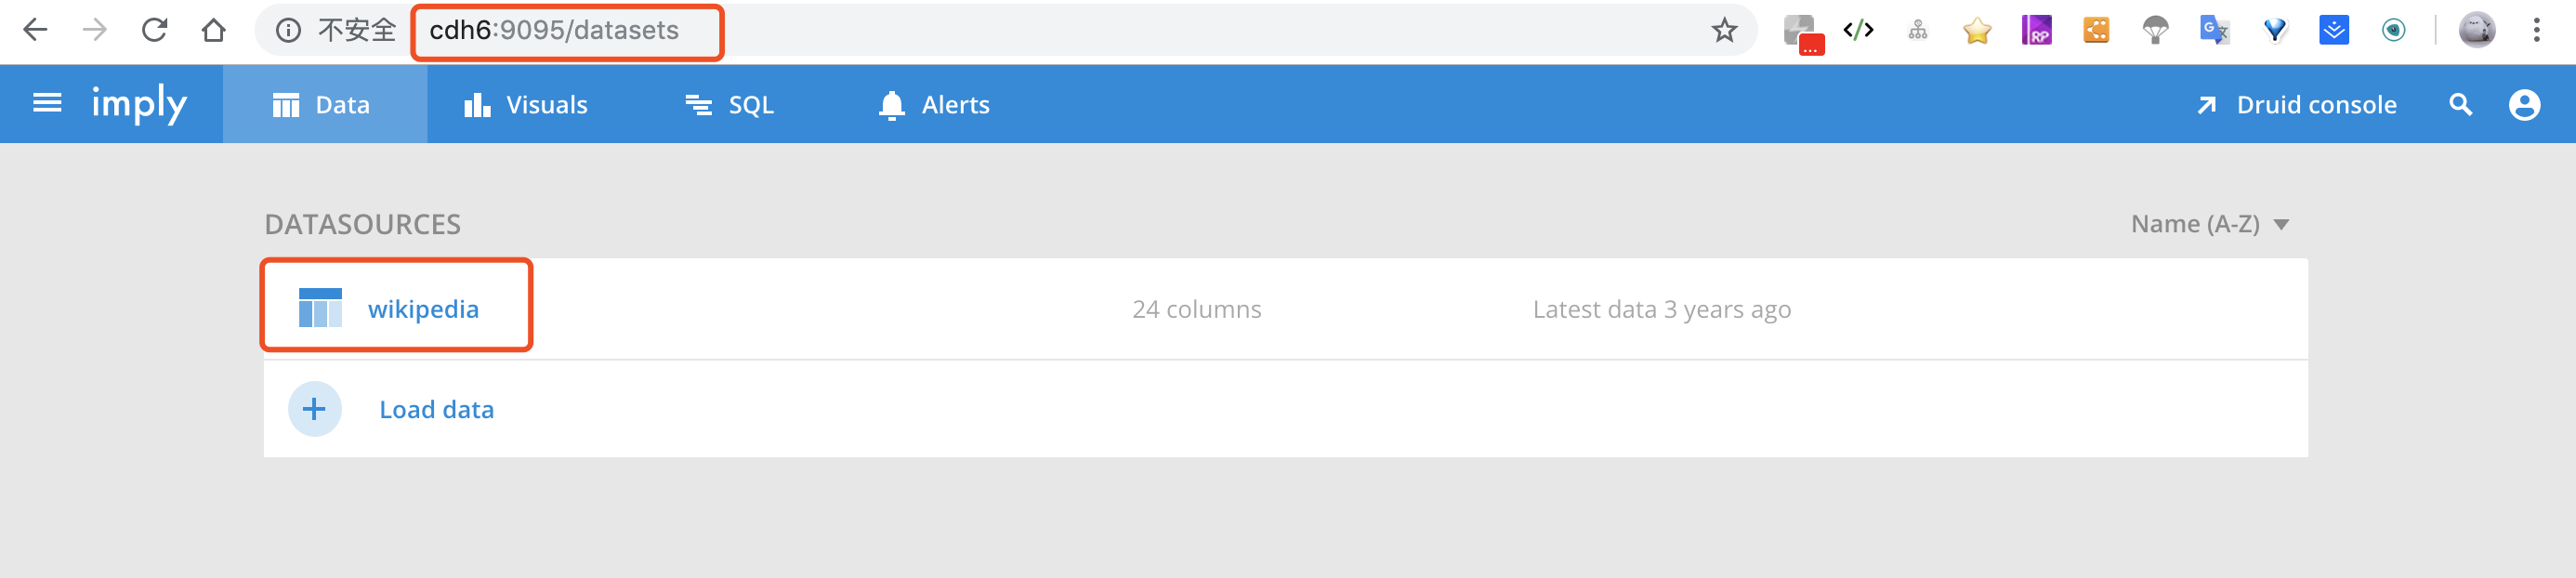 不安全 cdh6:9095/datasets
imply Data Visuals SQL Alerts Druid console
DATASOURCES Name (A-Z)
wikipedia 24 columns Latest data 3 years ago
Load data